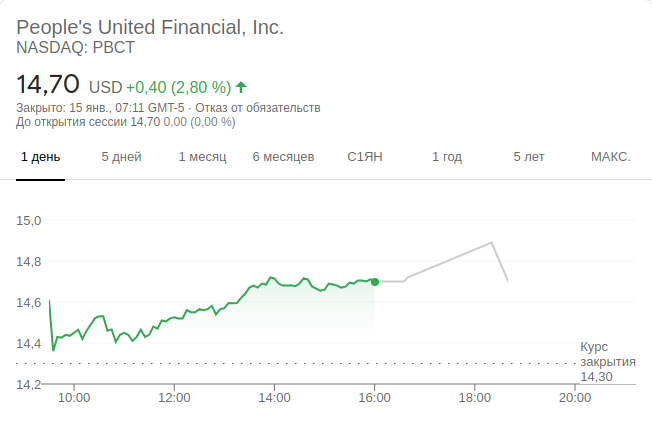 People's United Financial, Inc.
NASDAQ: PBCT
14,70 USD +0,40 (2,80 %)
Закрыто: 15 янв., 07:11 GMT-5 · Отказ от обязательств
До открытия сессии 14,70 0,00 (0,00 %)
1 день 5 дней 1 месяц 6 месяцев С1ЯН 1 год 5 лет МАКС.
15,0
14,8
14,6
14,4
Курс
закрытия
14,30
14,2
10:00 12:00 14:00 16:00 18:00 20:00